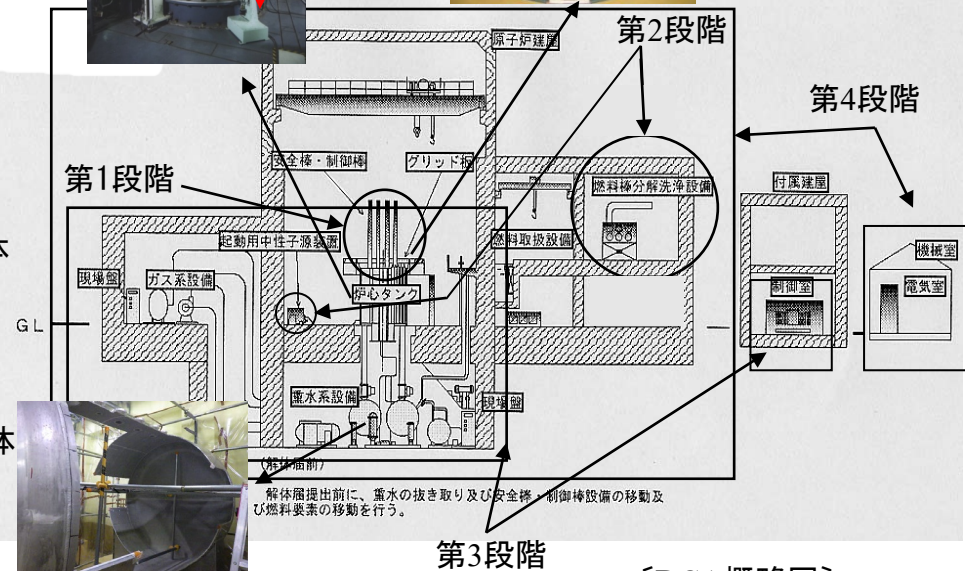 原子炉建屋
第2段階
第4段階
安全棒・制御棒
グリッド板
第1段階
燃料棒分解洗浄設備
付属建屋
起動用中性子源装置
燃料取扱設備
体
現場盤
ガス系設備
機械室
炉心タンク
制御室
電気室
GL
重水系設備
現場盤
体
(解体届前)
解体届提出前に、重水の抜き取り及び安全棒・制御棒設備の移動及
び燃料要素の移動を行う。
第3段階